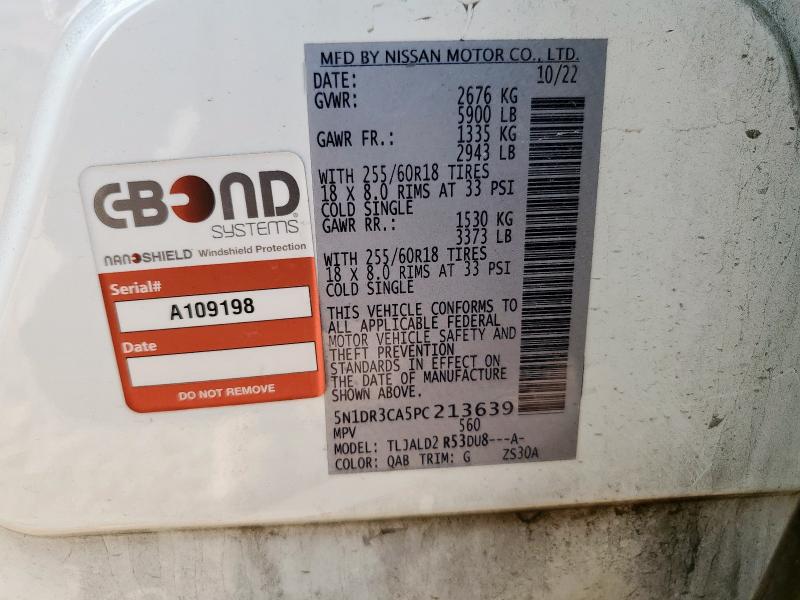 MFD BY NISSAN MOTOR CO., LTD.
DATE: 10/22
GVWR: 2676 KG
5900 LB
GAWR FR.: 1335 KG
2943 LB
WITH 255/60R18 TIRES
18 X 8.0 RIMS AT 33 PSI
COLD SINGLE
GAWR RR.: 1530 KG
3373 LB
WITH 255/60R18 TIRES
18 X 8.0 RIMS AT 33 PSI
COLD SINGLE
THIS VEHICLE CONFORMS TO
ALL APPLICABLE FEDERAL
MOTOR VEHICLE SAFETY AND
THEFT PREVENTION
STANDARDS IN EFFECT ON
THE DATE OF MANUFACTURE
SHOWN ABOVE.
5N1DR3CA5PC213639
MPV 560
MODEL: TLJALD2 R53DU8---A-
COLOR: QAB TRIM: G ZS30A
C-BOND
SYSTEMS®
NANOSHIELD Windshield Protection
Serial#
A109198
Date
DO NOT REMOVE